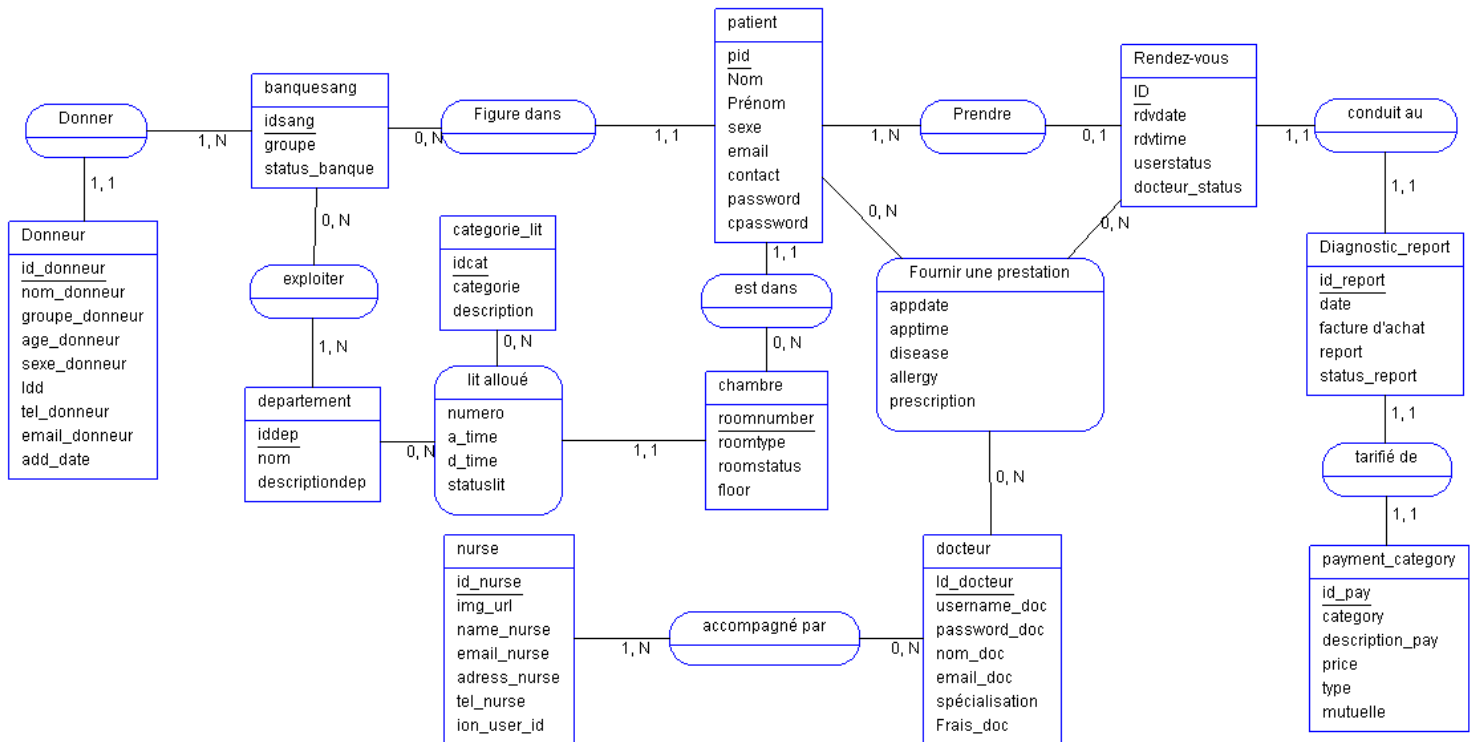 patient
pid
Nom
Prénom
sexe
email
contact
password
cpassword
Rendez-vous
ID
rdvdate
rdvtime
userstatus
docteur_status
banquesang
idsang
groupe
status_banque
Donner
1, N
1, 1
Figure dans
0, N
1, 1
Prendre
1, N
0, 1
conduit au
1, 1
1, 1
Donneur
id_donneur
nom_donneur
groupe_donneur
age_donneur
sexe_donneur
ldd
tel_donneur
email_donneur
add_date
exploiter
0, N
1, N
categorie_lit
idcat
categorie
description
0, N
est dans
1, 1
0, N
Fournir une prestation
appdate
apptime
disease
allergy
prescription
0, N
0, N
0, N
Diagnostic_report
id_report
date
facture d'achat
report
status_report
departement
iddep
nom
descriptiondep
lit alloué
numero
a_time
d_time
statuslit
0, N
1, 1
chambre
roomnumber
roomtype
roomstatus
floor
tarifié de
1, 1
1, 1
nurse
id_nurse
img_url
name_nurse
email_nurse
adress_nurse
tel_nurse
ion_user_id
accompagné par
1, N
0, N
docteur
Id_docteur
username_doc
password_doc
nom_doc
email_doc
spécialisation
Frais_doc
payment_category
id_pay
category
description_pay
price
type
mutuelle